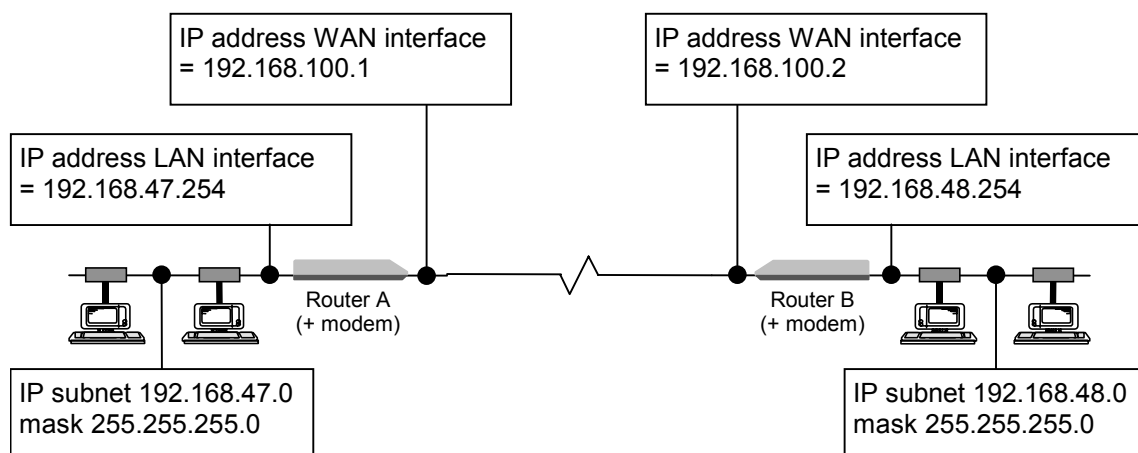 IP address WAN interface
= 192.168.100.1
IP address WAN interface
= 192.168.100.2
IP address LAN interface
= 192.168.47.254
IP address LAN interface
= 192.168.48.254
Router A
(+ modem)
Router B
(+ modem)
IP subnet 192.168.47.0
mask 255.255.255.0
IP subnet 192.168.48.0
mask 255.255.255.0